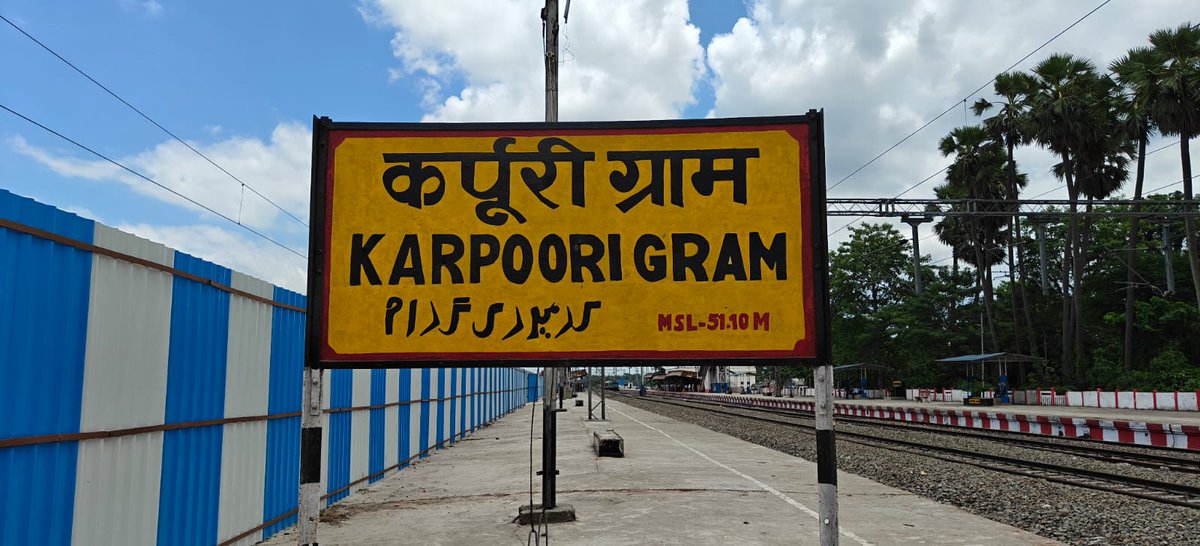 कर्पूरी ग्राम
KARPOORI GRAM
کرپوری گرام
MSL-51.10 M